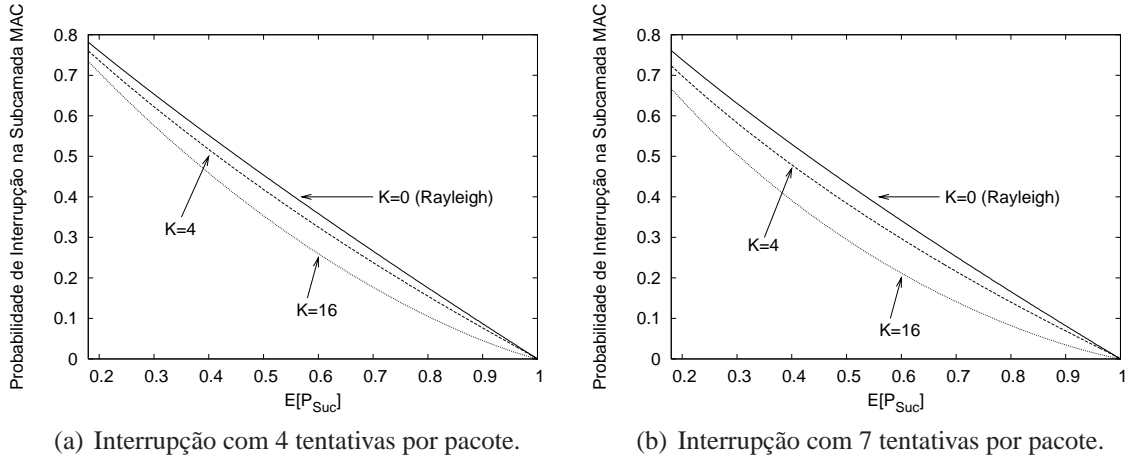 Probabilidade de Interrupção na Subcamada MAC
0.8
0.7
0.6
0.5
0.4
0.3
0.2
0.1
0
0.2 0.3 0.4 0.5 0.6 0.7 0.8 0.9 1
E[P_Suc]
K=0 (Rayleigh)
K=4
K=16
(a) Interrupção com 4 tentativas por pacote.
Probabilidade de Interrupção na Subcamada MAC
0.8
0.7
0.6
0.5
0.4
0.3
0.2
0.1
0
0.2 0.3 0.4 0.5 0.6 0.7 0.8 0.9 1
E[P_Suc]
K=0 (Rayleigh)
K=4
K=16
(b) Interrupção com 7 tentativas por pacote.